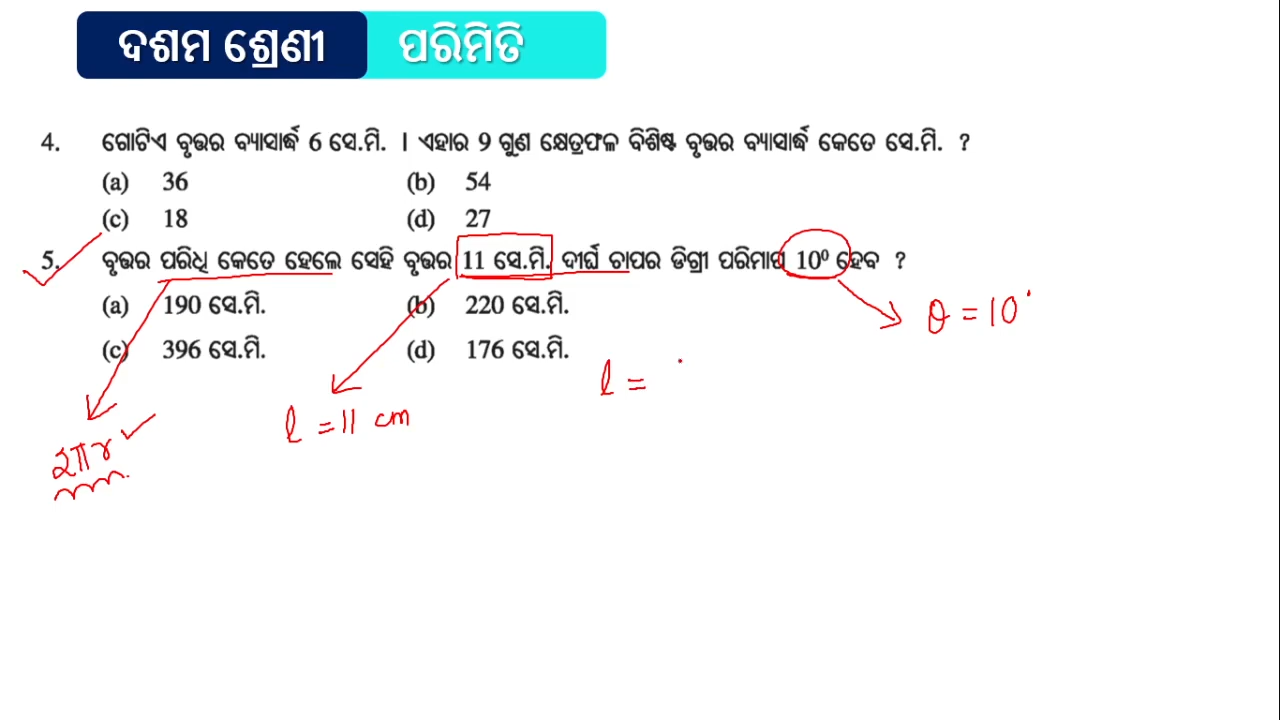 ଦଶମ ଶ୍ରେଣୀ ପରିମିତି
4. ଗୋଟିଏ ବୃତ୍ତର ବ୍ୟାସାର୍ଦ୍ଧ 6 ସେ.ମି. । ଏହାର 9 ଗୁଣ କ୍ଷେତ୍ରଫଳ ବିଶିଷ୍ଟ ବୃତ୍ତର ବ୍ୟାସାର୍ଦ୍ଧ କେତେ ସେ.ମି. ?
(a) 36 (b) 54
(c) 18 (d) 27
5. ବୃତ୍ତର ପରିଧି କେତେ ହେଲେ ସେହି ବୃତ୍ତର 11 ସେ.ମି. ଦୀର୍ଘ ଚାପର ଡିଗ୍ରୀ ପରିମାପ 10⁰ ହେବ ?
(a) 190 ସେ.ମି. (b) 220 ସେ.ମି.
θ = 10°
(c) 396 ସେ.ମି. (d) 176 ସେ.ମି.
l =
l = 11 cm
2πr